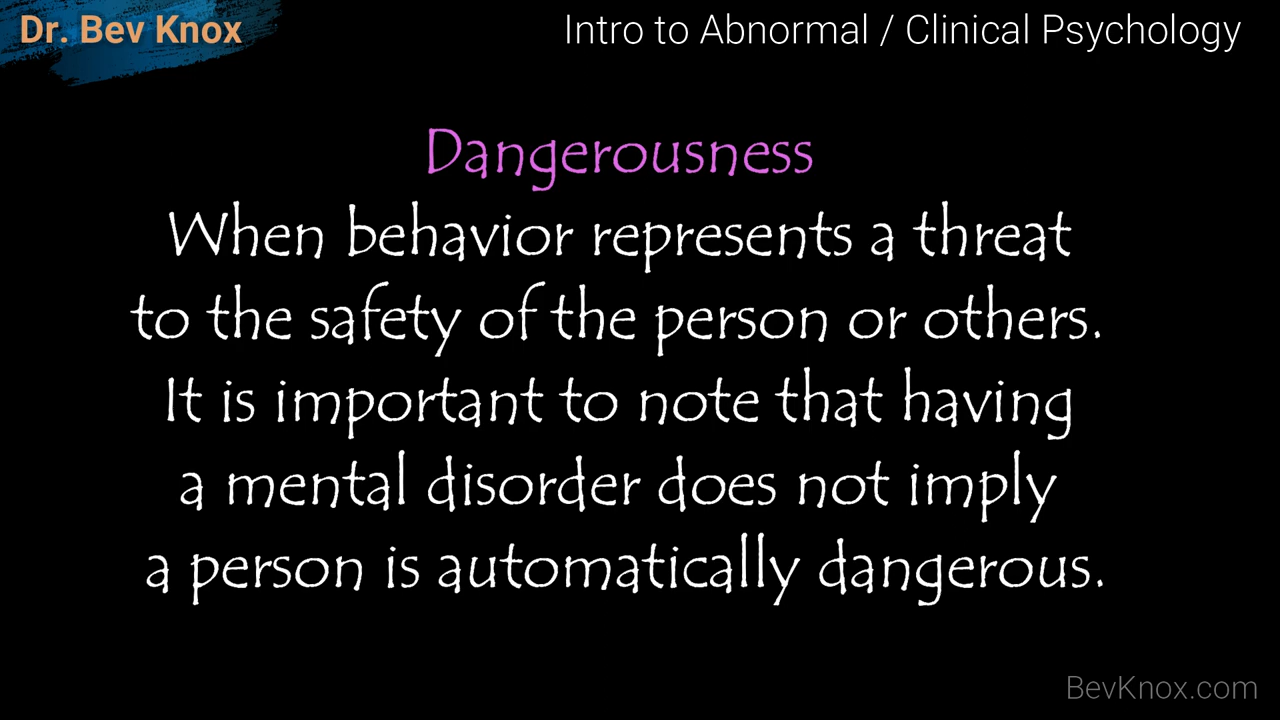 Dr. Bev Knox
Intro to Abnormal / Clinical Psychology
Dangerousness
When behavior represents a threat
to the safety of the person or others.
It is important to note that having
a mental disorder does not imply
a person is automatically dangerous.
BevKnox.com